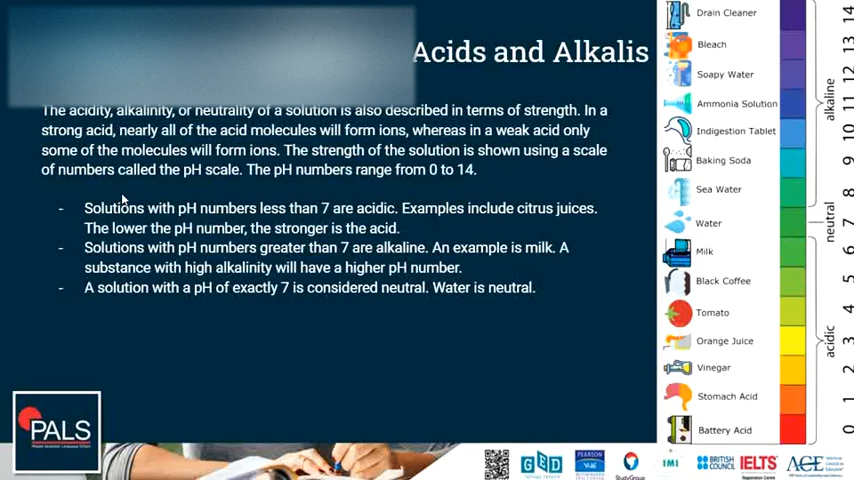 Acids and Alkalis
The acidity, alkalinity, or neutrality of a solution is also described in terms of strength. In a
strong acid, nearly all of the acid molecules will form ions, whereas in a weak acid only
some of the molecules will form ions. The strength of the solution is shown using a scale
of numbers called the pH scale. The pH numbers range from 0 to 14.
- Solutions with pH numbers less than 7 are acidic. Examples include citrus juices.
The lower the pH number, the stronger is the acid.
- Solutions with pH numbers greater than 7 are alkaline. An example is milk. A
substance with high alkalinity will have a higher pH number.
- A solution with a pH of exactly 7 is considered neutral. Water is neutral.
Drain Cleaner 14
Bleach 13
Soapy Water 12
Ammonia Solution 11
Indigestion Tablet 10
Baking Soda 9
Sea Water 8
Water 7
Milk 6
Black Coffee 5
Tomato 4
Orange Juice 3
Vinegar 2
Stomach Acid 1
Battery Acid 0
alkaline
neutral
acidic
PALS
GED
PEARSON
VUE
StudyGroup
IMI
BRITISH
COUNCIL
IELTS
Registration Centre
ACE
American
Council on
Education